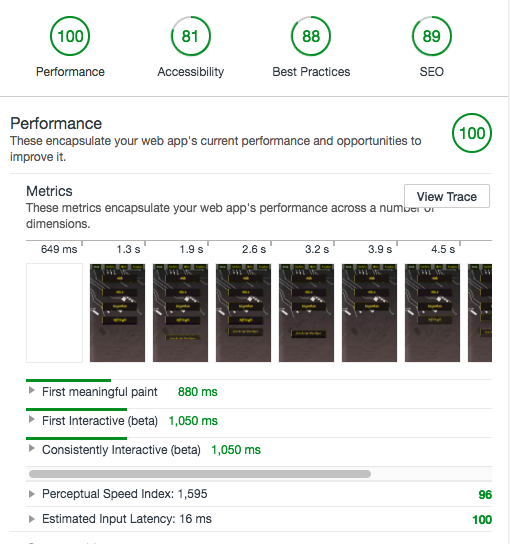 100
81
88
89
Performance
Accessibility
Best Practices
SEO
Performance
These encapsulate your web app's current performance and opportunities to
improve it.
100
Metrics
View Trace
These metrics encapsulate your web app's performance across a number of
dimensions.
649 ms
1.3 s
1.9 s
2.6 s
3.2 s
3.9 s
4.5 s
First meaningful paint 880 ms
First Interactive (beta) 1,050 ms
Consistently Interactive (beta) 1,050 ms
Perceptual Speed Index: 1,595 96
Estimated Input Latency: 16 ms 100